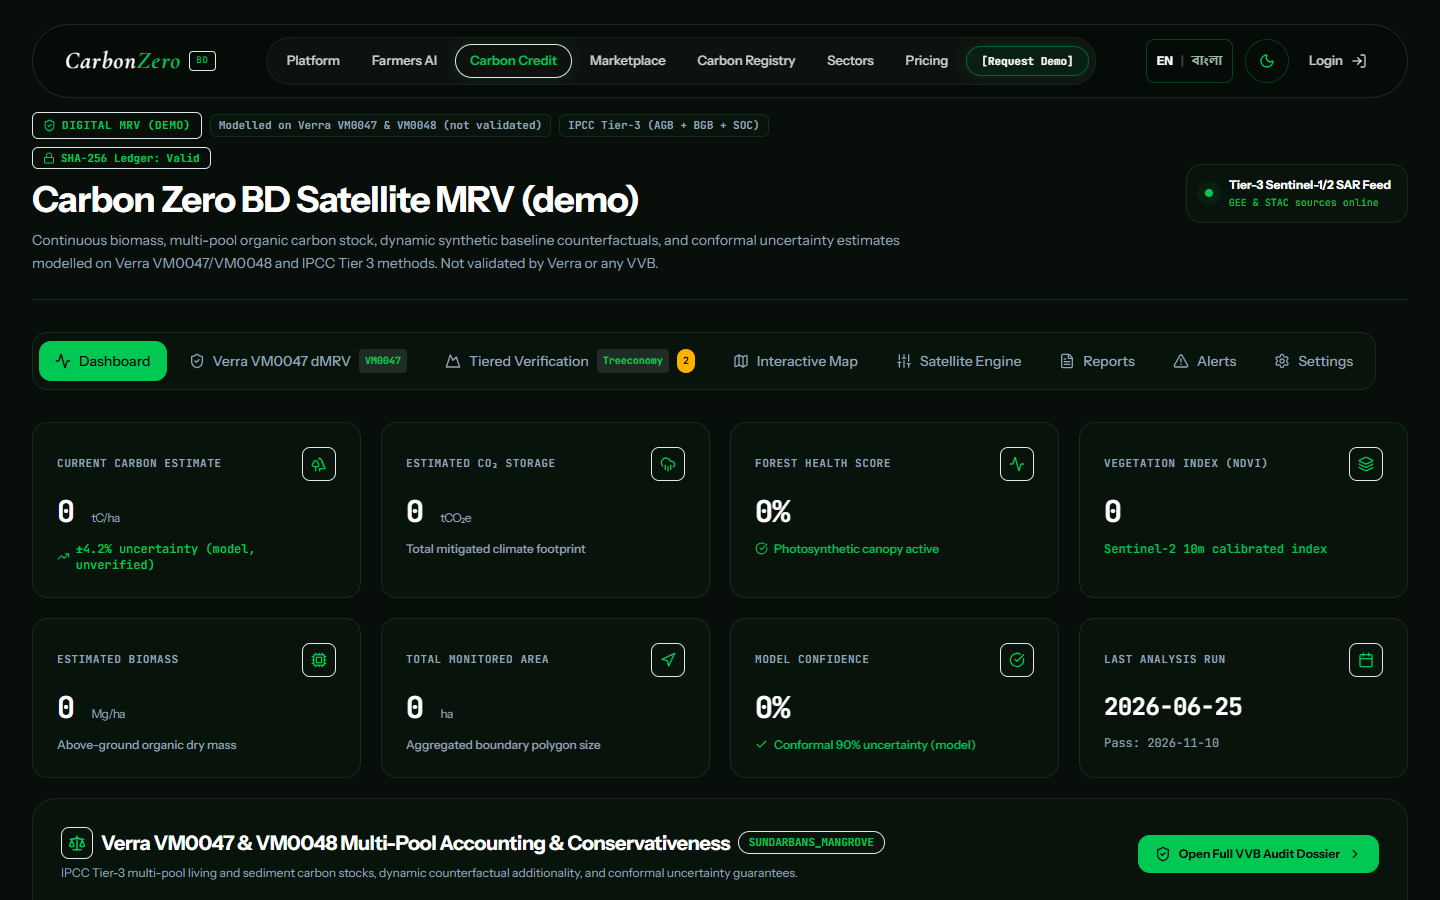 CarbonZero BD
Platform
Farmers AI
Carbon Credit
Marketplace
Carbon Registry
Sectors
Pricing
[Request Demo]
EN | বাংলা
Login
DIGITAL MRV (DEMO)
Modelled on Verra VM0047 & VM0048 (not validated)
IPCC Tier-3 (AGB + BGB + SOC)
SHA-256 Ledger: Valid
Carbon Zero BD Satellite MRV (demo)
Continuous biomass, multi-pool organic carbon stock, dynamic synthetic baseline counterfactuals, and conformal uncertainty estimates
modelled on Verra VM0047/VM0048 and IPCC Tier 3 methods. Not validated by Verra or any VVB.
Tier-3 Sentinel-1/2 SAR Feed
GEE & STAC sources online
Dashboard
Verra VM0047 dMRV VM0047
Tiered Verification Treeconomy 2
Interactive Map
Satellite Engine
Reports
Alerts
Settings
CURRENT CARBON ESTIMATE
0 tC/ha
±4.2% uncertainty (model,
unverified)
ESTIMATED CO₂ STORAGE
0 tCO₂e
Total mitigated climate footprint
FOREST HEALTH SCORE
0%
Photosynthetic canopy active
VEGETATION INDEX (NDVI)
0
Sentinel-2 10m calibrated index
ESTIMATED BIOMASS
0 Mg/ha
Above-ground organic dry mass
TOTAL MONITORED AREA
0 ha
Aggregated boundary polygon size
MODEL CONFIDENCE
0%
Conformal 90% uncertainty (model)
LAST ANALYSIS RUN
2026-06-25
Pass: 2026-11-10
Verra VM0047 & VM0048 Multi-Pool Accounting & Conservativeness SUNDARBANS_MANGROVE
IPCC Tier-3 multi-pool living and sediment carbon stocks, dynamic counterfactual additionality, and conformal uncertainty guarantees.
Open Full VVB Audit Dossier